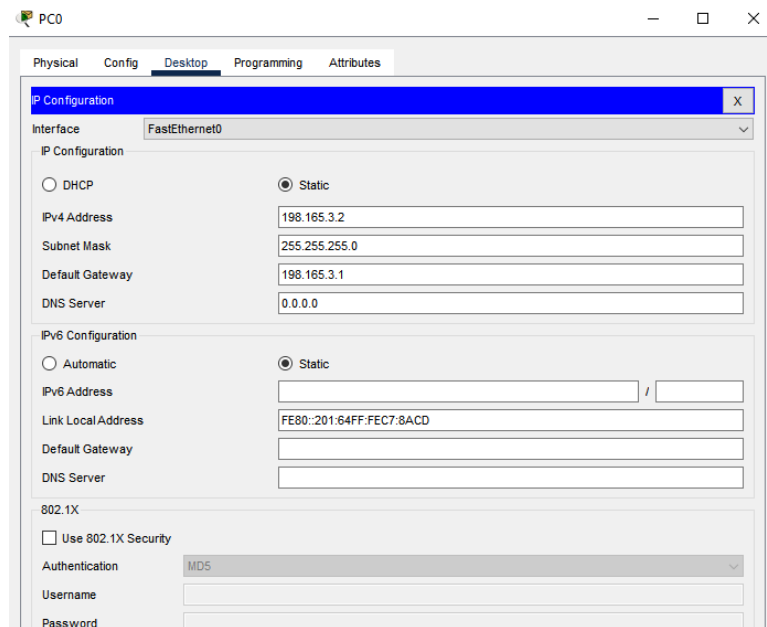 PC0
Physical Config Desktop Programming Attributes
IP Configuration X
Interface FastEthernet0
IP Configuration
DHCP Static
IPv4 Address 198.165.3.2
Subnet Mask 255.255.255.0
Default Gateway 198.165.3.1
DNS Server 0.0.0.0
IPv6 Configuration
Automatic Static
IPv6 Address /
Link Local Address FE80::201:64FF:FEC7:8ACD
Default Gateway
DNS Server
802.1X
Use 802.1X Security
Authentication MD5
Username
Password